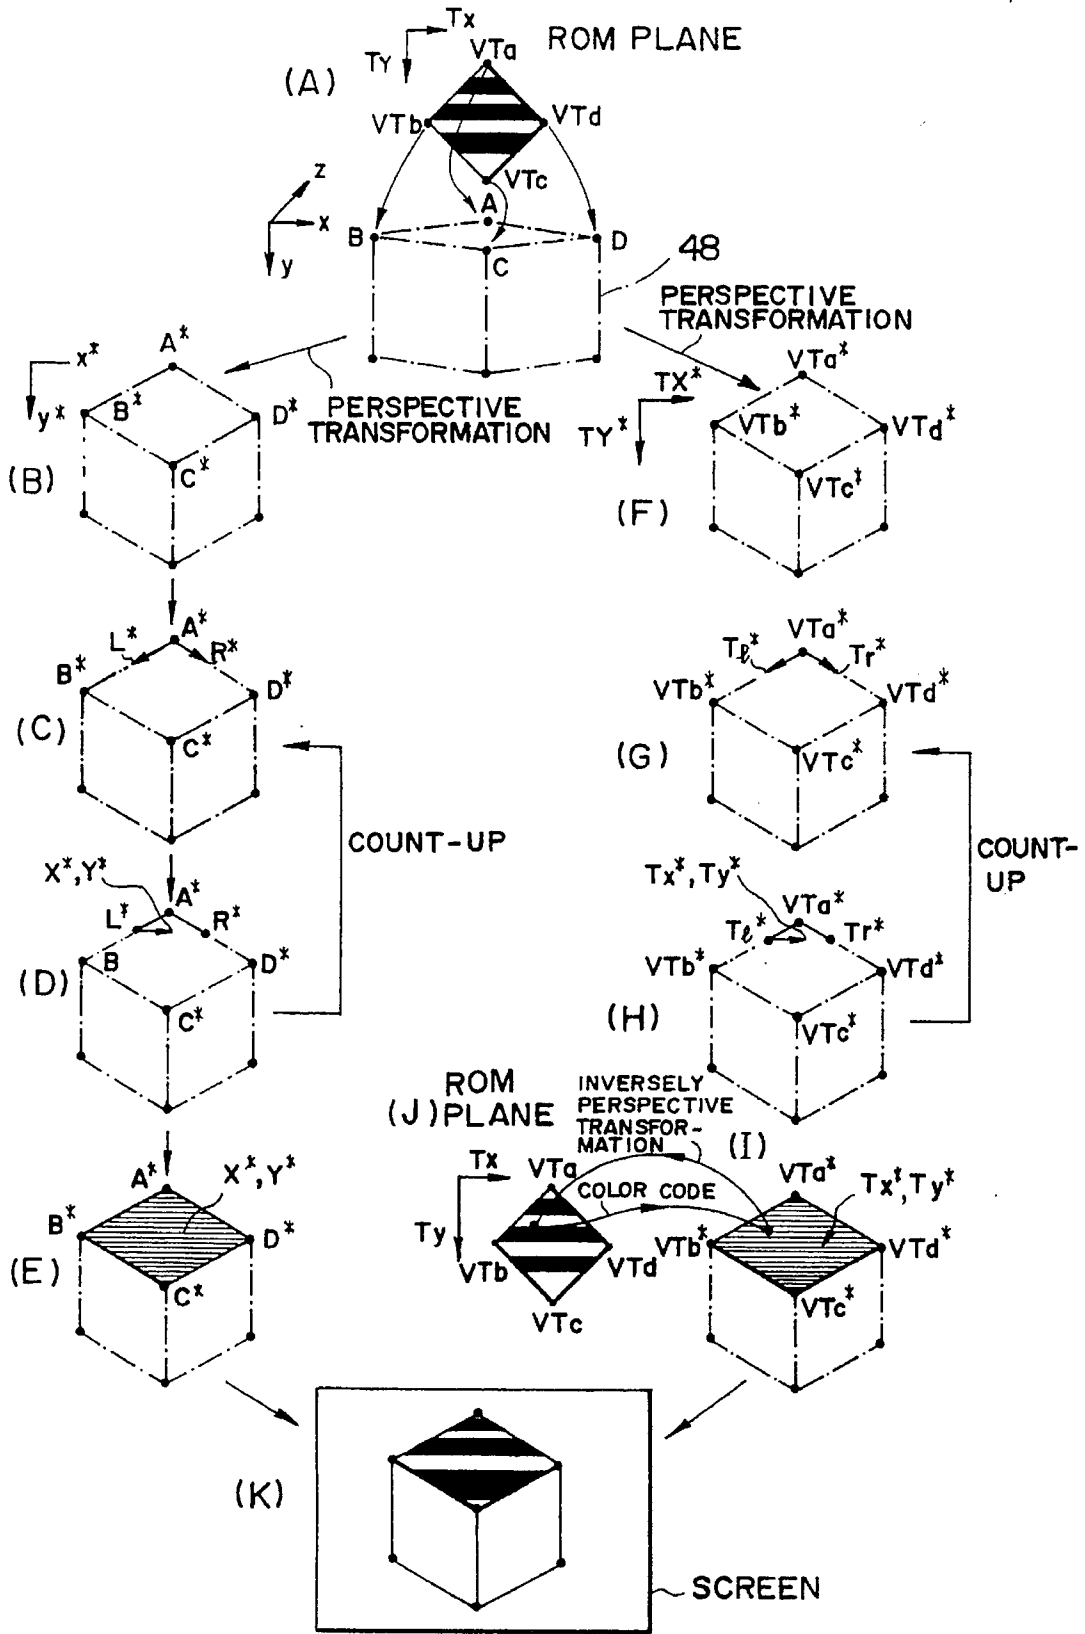 (A)
Tx
TY
ROM PLANE
VTa
VTb
VTd
VTc
z
x
y
A
B
D
C
48
PERSPECTIVE
TRANSFORMATION
PERSPECTIVE
TRANSFORMATION
(B)
x*
y*
A*
B*
D*
C*
(F)
TX*
TY*
VTa*
VTb*
VTd*
VTc*
(C)
L*
A*
R*
B*
D*
C*
COUNT-UP
(G)
Tℓ*
VTa*
Tr*
VTb*
VTd*
VTc*
COUNT-
UP
(D)
X*, Y*
A*
L*
R*
B
D*
C*
(H)
Tx*, Ty*
VTa*
Tℓ*
Tr*
VTb*
VTd*
VTc*
(E)
A*
X*, Y*
B*
D*
C*
ROM
(J) PLANE
Tx
Ty
VTa
VTb
VTd
VTc
INVERSELY
PERSPECTIVE
TRANSFOR-
MATION
COLOR CODE
(I)
VTa*
Tx*, Ty*
VTb*
VTd*
VTc*
(K)
SCREEN